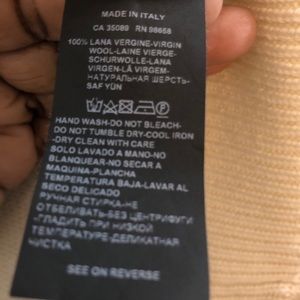 MADE IN ITALY
CA 35089 RN 98658
100% LANA VERGINE-VIRGIN
WOOL-LAINE VIERGE-
SCHURWOLLE-LANA
VIRGEN-LÃ VIRGEM-
НАТУРАЛЬНАЯ ШЕРСТЬ-
SAF YÜN
HAND WASH-DO NOT BLEACH-
DO NOT TUMBLE DRY-COOL IRON
-DRY CLEAN WITH CARE
SOLO LAVADO A MANO-NO
BLANQUEAR-NO SECAR A
MAQUINA-PLANCHA
TEMPERATURA BAJA-LAVAR AL
SECO DELICADO
РУЧНАЯ СТИРКА-НЕ
ОТБЕЛИВАТЬ-БЕЗ ЦЕНТРИФУГИ
-ГЛАДИТЬ ПРИ НИЗКОЙ
ТЕМПЕРАТУРЕ-ДЕЛИКАТНАЯ
ЧИСТКА
SEE ON REVERSE